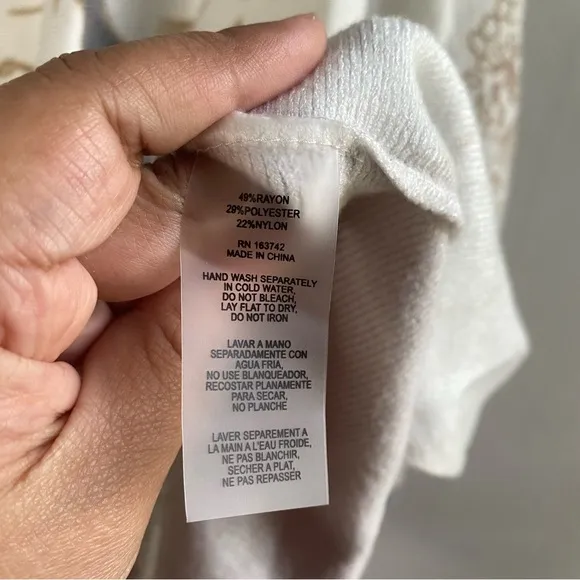 49%RAYON
29%POLYESTER
22%NYLON
RN 163742
MADE IN CHINA
HAND WASH SEPARATELY
IN COLD WATER,
DO NOT BLEACH,
LAY FLAT TO DRY,
DO NOT IRON
LAVAR A MANO
SEPARADAMENTE CON
AGUA FRIA,
NO USE BLANQUEADOR,
RECOSTAR PLANAMENTE
PARA SECAR,
NO PLANCHE
LAVER SEPAREMENT A
LA MAIN A L'EAU FROIDE,
NE PAS BLANCHIR,
SECHER A PLAT,
NE PAS REPASSER